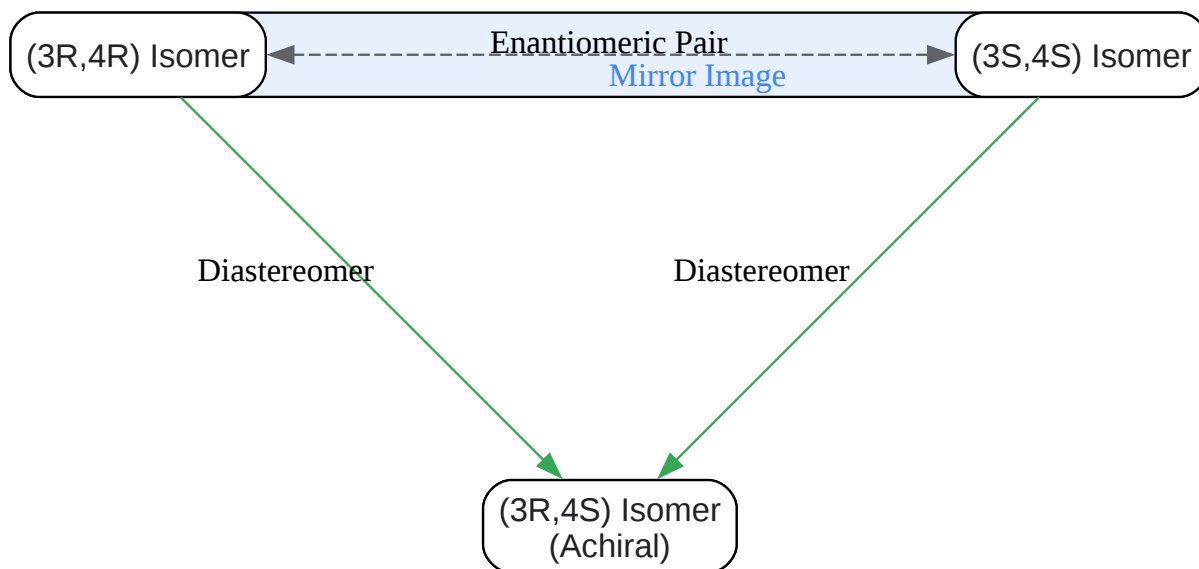 (3R,4R) Isomer
Enantiomeric Pair
Mirror Image
(3S,4S) Isomer
Diastereomer
Diastereomer
(3R,4S) Isomer
(Achiral)